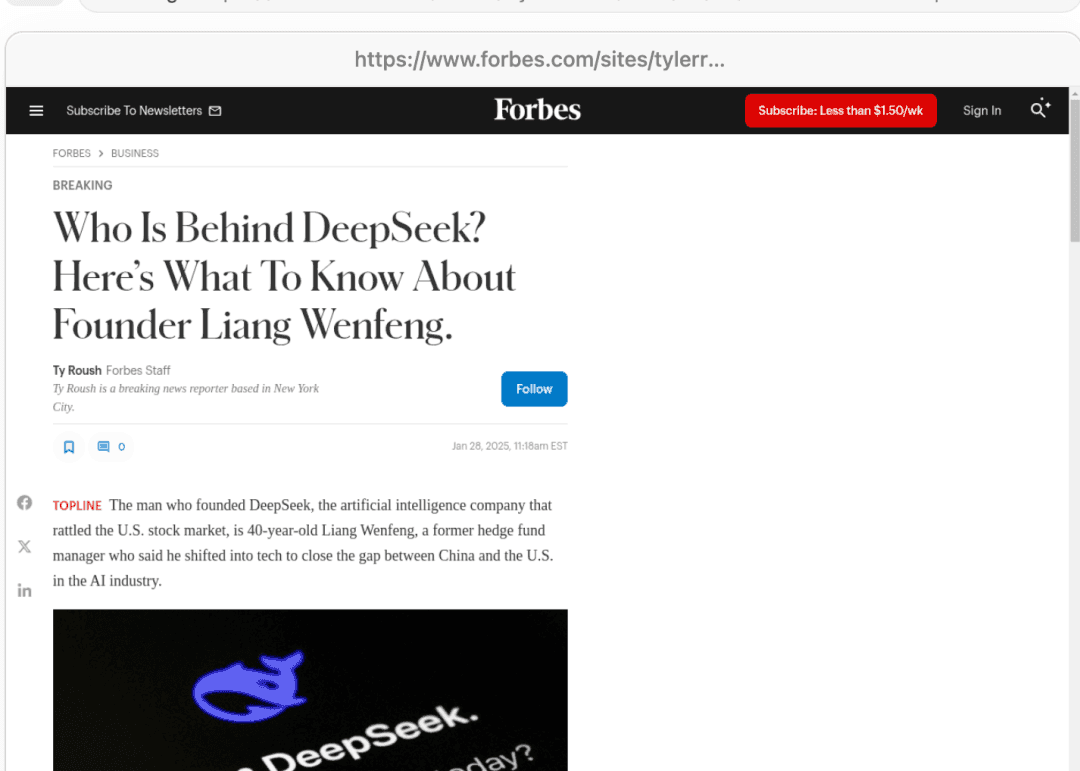 https://www.forbes.com/sites/tylerr...
Subscribe To Newsletters
Forbes
Subscribe: Less than $1.50/wk
Sign In
FORBES > BUSINESS
BREAKING
Who Is Behind DeepSeek?
Here’s What To Know About
Founder Liang Wenfeng.
Ty Roush Forbes Staff
Ty Roush is a breaking news reporter based in New York
City.
Follow
0
Jan 28, 2025, 11:18am EST
TOPLINE The man who founded DeepSeek, the artificial intelligence company that
rattled the U.S. stock market, is 40-year-old Liang Wenfeng, a former hedge fund
manager who said he shifted into tech to close the gap between China and the U.S.
in the AI industry.
DeepSeek.